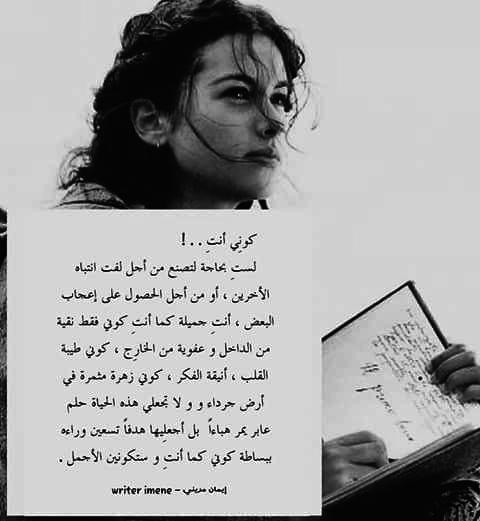 كوني أنتِ . . !
لستِ بحاجة لتصنع من أجل لفت انتباه
الأخرين ، أو من أجل الحصول على إعجاب
البعض ، أنتِ جميلة كما أنتِ كوني فقط نقية
من الداخل و عفوية من الخارِج ، كوني طيبة
القلب ، أنيقة الفكر ، كوني زهرة مثمرة في
أرض جرداء و و لا تجعلي هذه الحياة حلم
عابر يمر هباءاً بل أجعليها هدفاً تسعين وراءه
ببساطة كوني كما أنتِ و ستكونين الأجمل .
إيمان مديني – writer imene